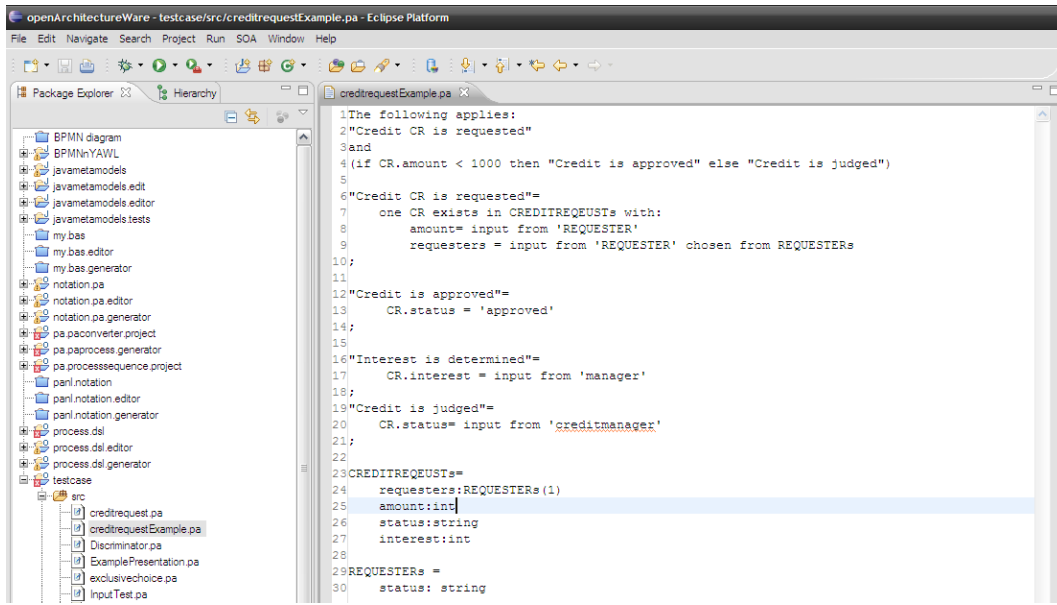 openArchitectureWare - testcase/src/creditrequestExample.pa - Eclipse Platform
File Edit Navigate Search Project Run SOA Window Help
Package Explorer Hierarchy
BPMN diagram
BPMNnYAWL
javametamodels
javametamodels.edit
javametamodels.editor
javametamodels.tests
my.bas
my.bas.editor
my.bas.generator
notation.pa
notation.pa.editor
notation.pa.generator
pa.paconverter.project
pa.paprocess.generator
pa.processsequence.project
panl.notation
panl.notation.editor
panl.notation.generator
process.dsl
process.dsl.editor
process.dsl.generator
testcase
src
creditrequest.pa
creditrequestExample.pa
Discriminator.pa
ExamplePresentation.pa
exclusivechoice.pa
InputTest.pa
creditrequestExample.pa
1The following applies:
2"Credit CR is requested"
3and
4(if CR.amount < 1000 then "Credit is approved" else "Credit is judged")
5
6"Credit CR is requested"=
7 one CR exists in CREDITREQEUSTs with:
8 amount= input from 'REQUESTER'
9 requesters = input from 'REQUESTER' chosen from REQUESTERs
10;
11
12"Credit is approved"=
13 CR.status = 'approved'
14;
15
16"Interest is determined"=
17 CR.interest = input from 'manager'
18;
19"Credit is judged"=
20 CR.status= input from 'creditmanager'
21;
22
23CREDITREQEUSTs=
24 requesters:REQUESTERs(1)
25 amount:int
26 status:string
27 interest:int
28
29REQUESTERs =
30 status: string